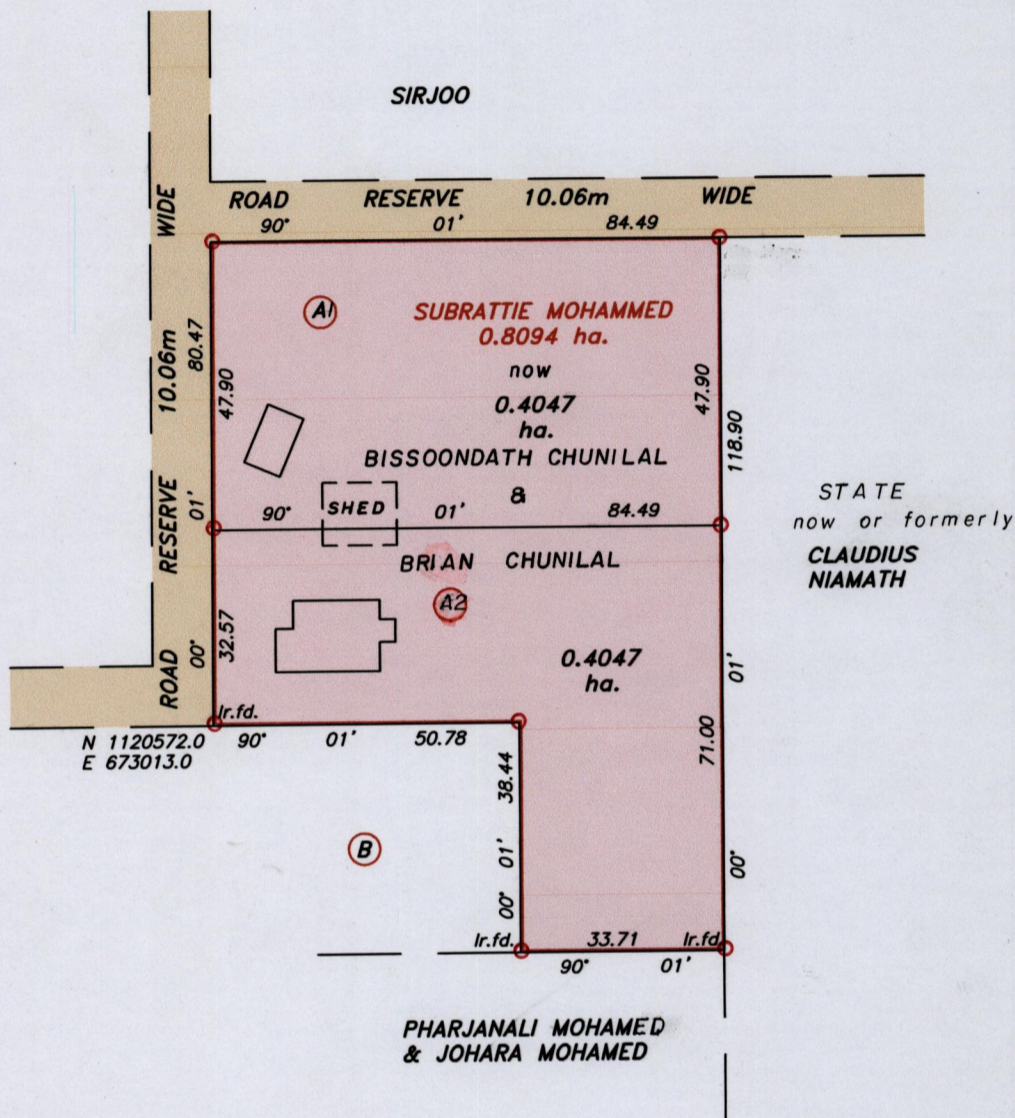 SIRJOO
ROAD RESERVE 10.06m WIDE
90° 01' 84.49
ROAD RESERVE 10.06m WIDE
00° 01' 80.47
47.90
A1
SUBRATTIE MOHAMMED
0.8094 ha.
now
0.4047
ha.
BISSOONDATH CHUNILAL
&
47.90
00° 01' 118.90
STATE
now or formerly
CLAUDIUS
NIAMATH
90° 01' 84.49
SHED
BRIAN CHUNILAL
A2
32.57
0.4047
ha.
71.00
Ir.fd.
N 1120572.0
E 673013.0
90° 01' 50.78
00° 01' 38.44
B
Ir.fd. 33.71 Ir.fd.
90° 01'
PHARJANALI MOHAMED
& JOHARA MOHAMED